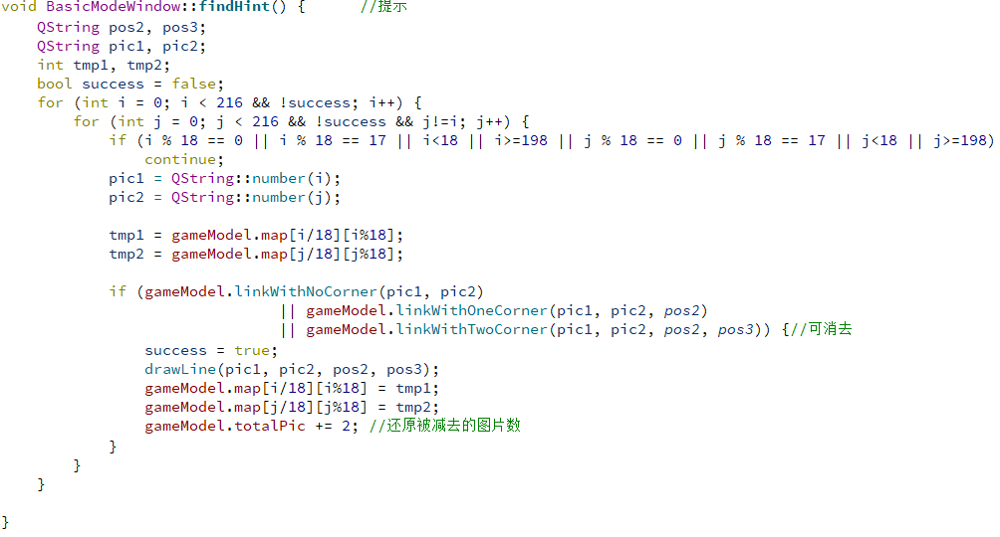 void BasicModeWindow::findHint() {      //提示
    QString pos2, pos3;
    QString pic1, pic2;
    int tmp1, tmp2;
    bool success = false;
    for (int i = 0; i < 216 && !success; i++) {
        for (int j = 0; j < 216 && !success && j!=i; j++) {
            if (i % 18 == 0 || i % 18 == 17 || i<18 || i>=198 || j % 18 == 0 || j % 18 == 17 || j<18 || j>=198)
                continue;
            pic1 = QString::number(i);
            pic2 = QString::number(j);

            tmp1 = gameModel.map[i/18][i%18];
            tmp2 = gameModel.map[j/18][j%18];

            if (gameModel.linkWithNoCorner(pic1, pic2)
                               || gameModel.linkWithOneCorner(pic1, pic2, pos2)
                               || gameModel.linkWithTwoCorner(pic1, pic2, pos2, pos3)) {//可消去
                success = true;
                drawLine(pic1, pic2, pos2, pos3);
                gameModel.map[i/18][i%18] = tmp1;
                gameModel.map[j/18][j%18] = tmp2;
                gameModel.totalPic += 2; //还原被减去的图片数
            }
        }
    }

}